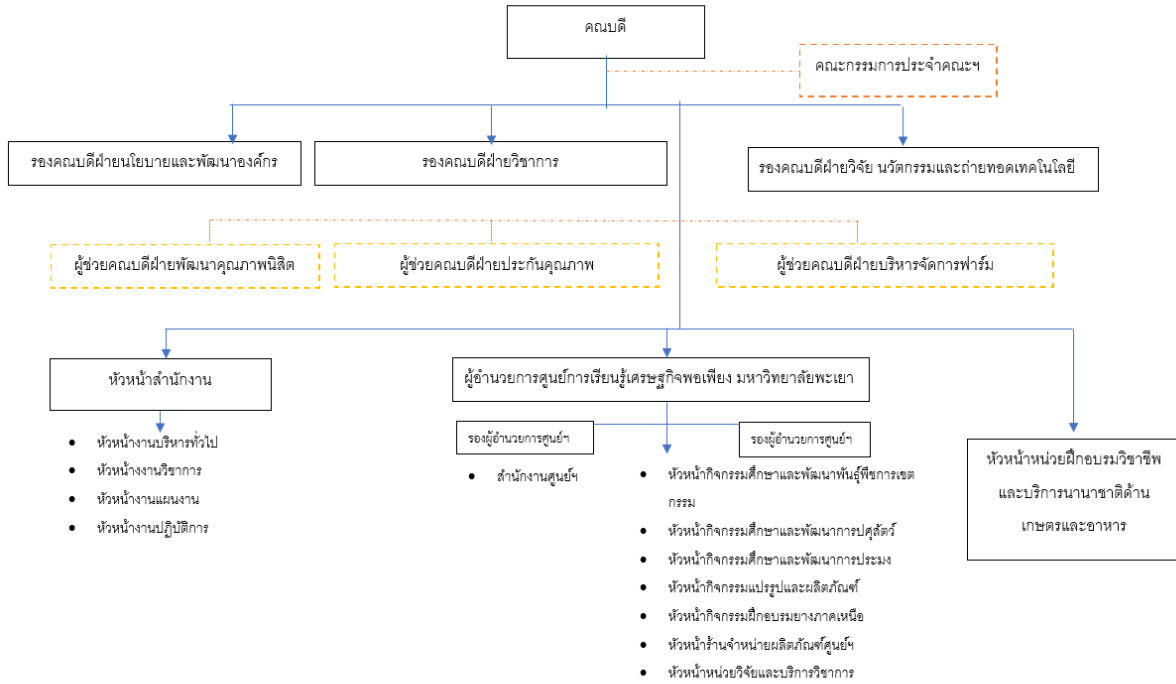 คณบดี
คณะกรรมการประจำคณะฯ
รองคณบดีฝ่ายนโยบายและพัฒนาองค์กร
รองคณบดีฝ่ายวิชาการ
รองคณบดีฝ่ายวิจัย นวัตกรรมและถ่ายทอดเทคโนโลยี
ผู้ช่วยคณบดีฝ่ายพัฒนาคุณภาพนิสิต
ผู้ช่วยคณบดีฝ่ายประกันคุณภาพ
ผู้ช่วยคณบดีฝ่ายบริหารจัดการฟาร์ม
หัวหน้าสำนักงาน
• หัวหน้างานบริหารทั่วไป
• หัวหน้างงานวิชาการ
• หัวหน้างานแผนงาน
• หัวหน้างานปฏิบัติการ
ผู้อำนวยการศูนย์การเรียนรู้เศรษฐกิจพอเพียง มหาวิทยาลัยพะเยา
รองผู้อำนวยการศูนย์ฯ
• สำนักงานศูนย์ฯ
รองผู้อำนวยการศูนย์ฯ
• หัวหน้ากิจกรรมศึกษาและพัฒนาพันธุ์พืชการเขต
กรรม
• หัวหน้ากิจกรรมศึกษาและพัฒนาการปศุสัตว์
• หัวหน้ากิจกรรมศึกษาและพัฒนาการประมง
• หัวหน้ากิจกรรมแปรรูปและผลิตภัณฑ์
• หัวหน้ากิจกรรมฝึกอบรมยางภาคเหนือ
• หัวหน้าร้านจำหน่ายผลิตภัณฑ์ศูนย์ฯ
• หัวหน้าหน่วยวิจัยและบริการวิชาการ
หัวหน้าหน่วยฝึกอบรมวิชาชีพ
และบริการนานาชาติด้าน
เกษตรและอาหาร